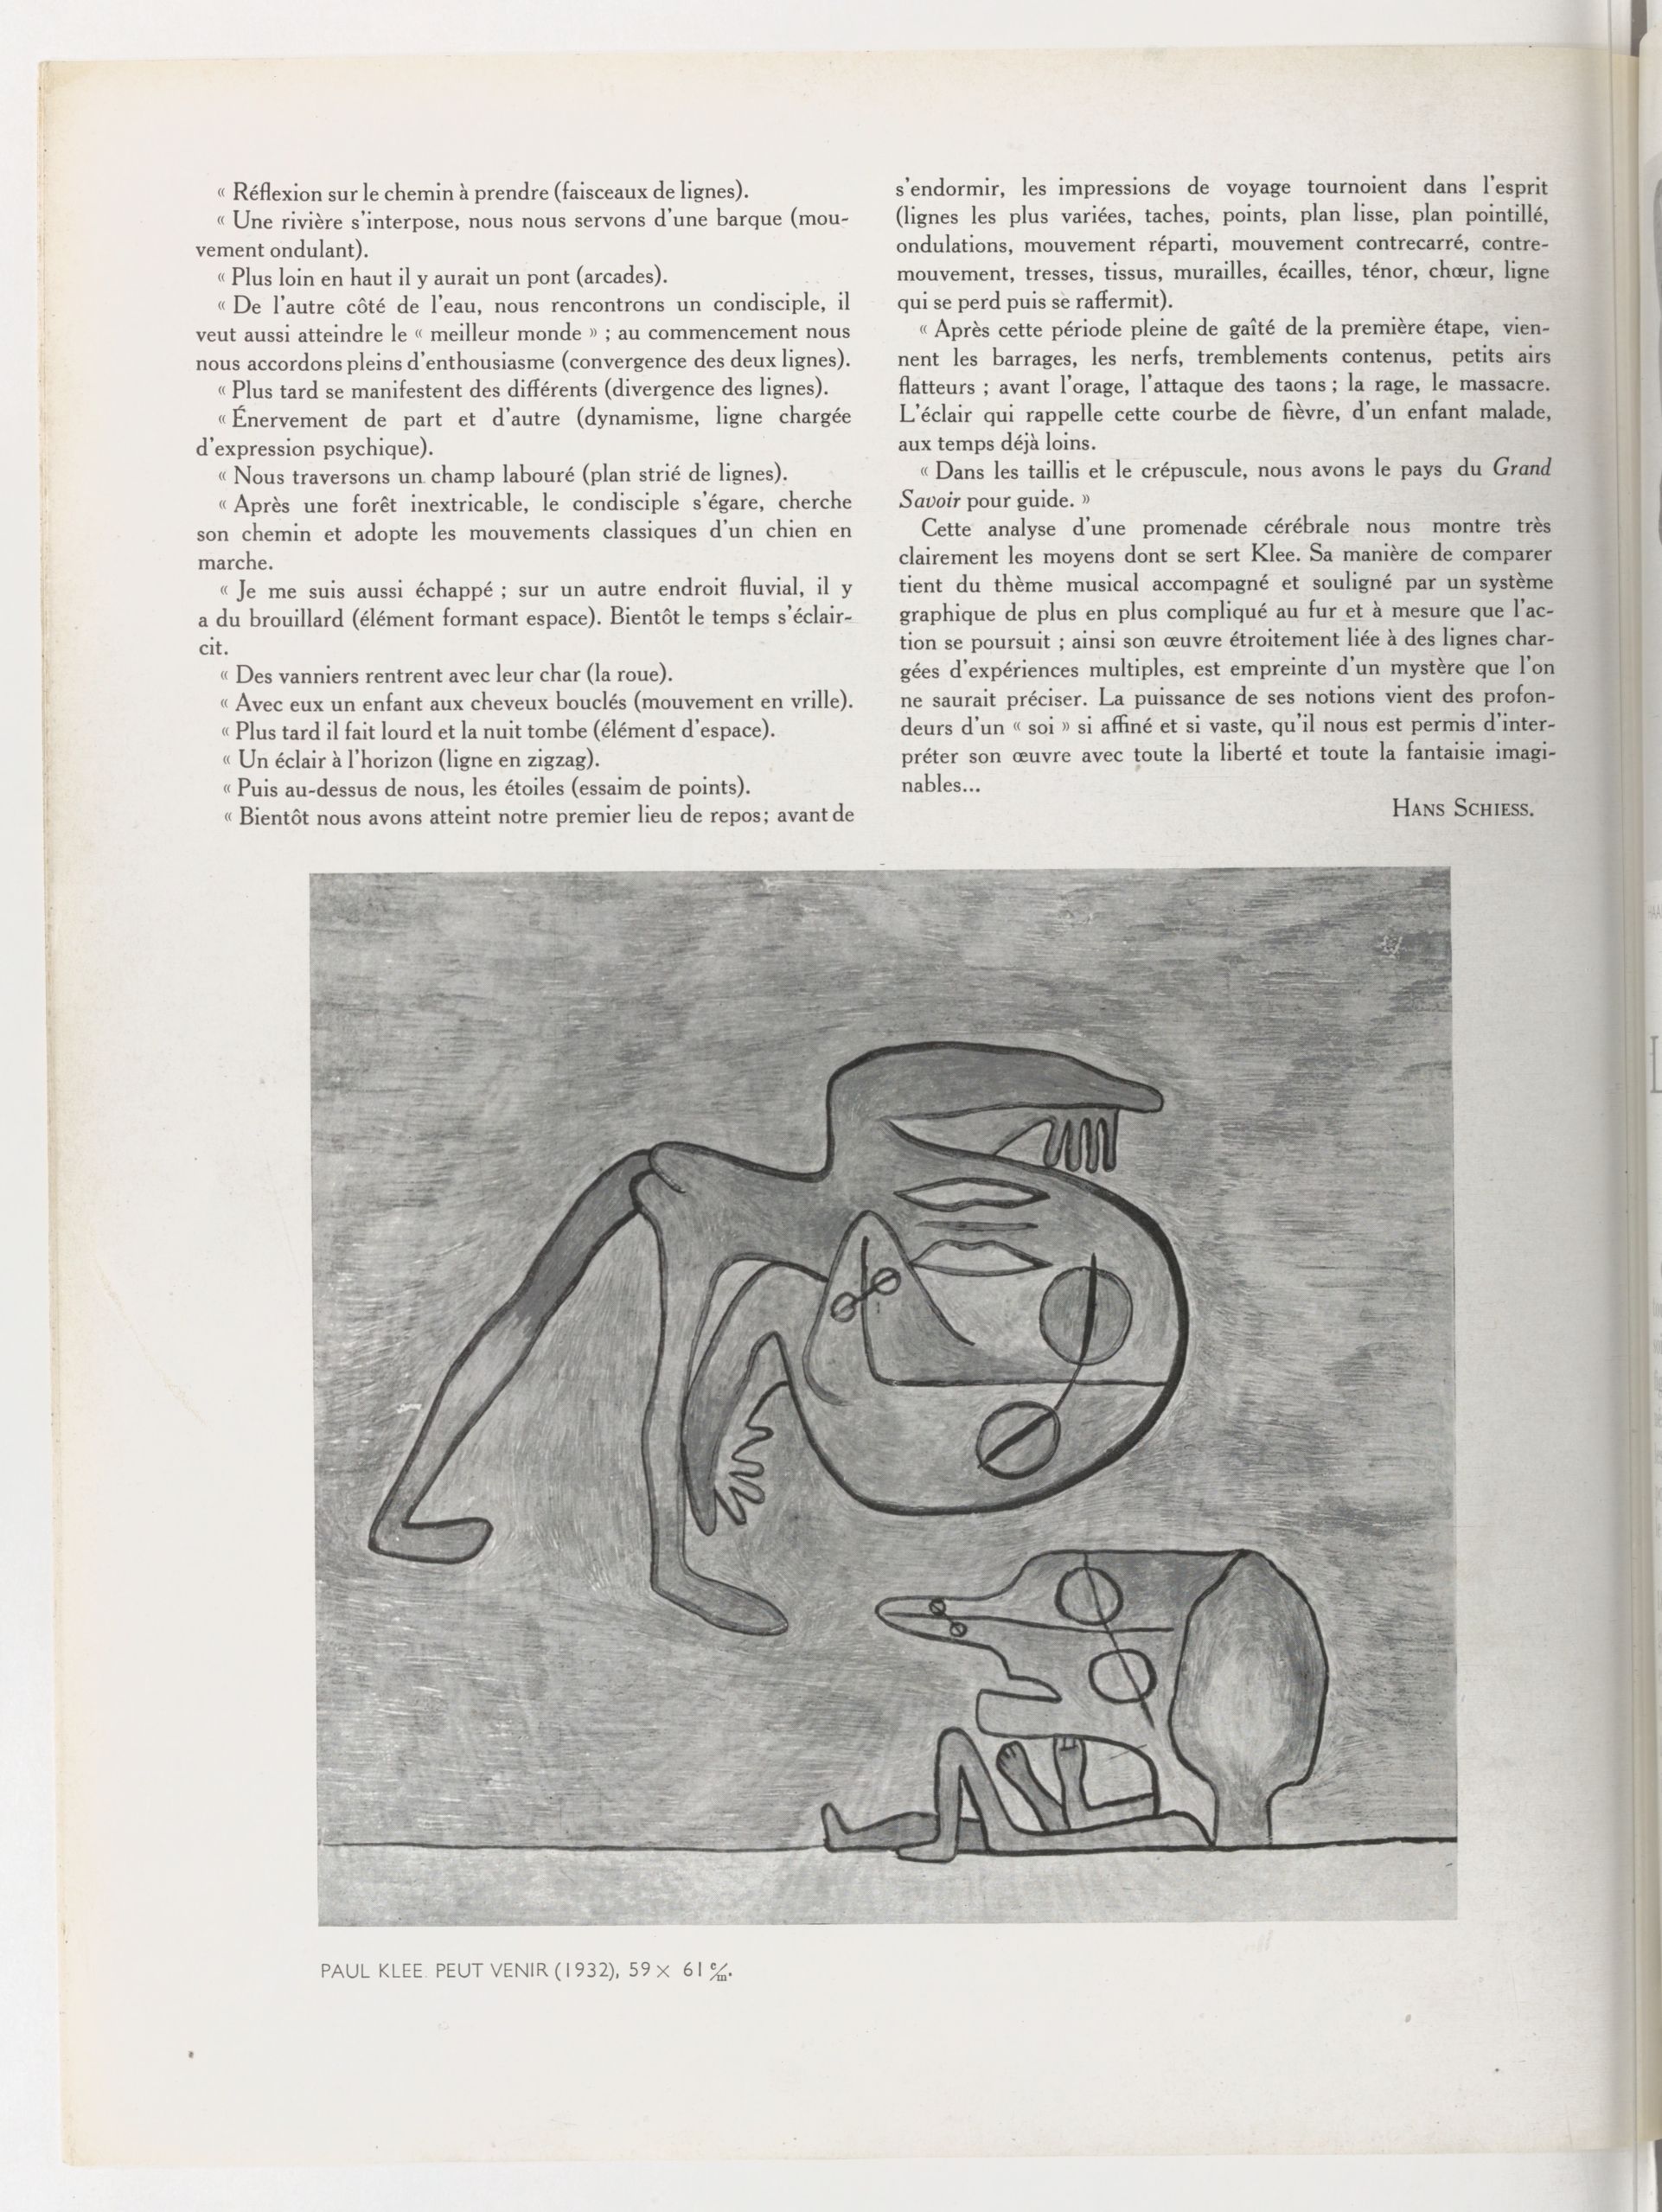 « Réflexion sur le chemin à prendre (faisceaux de lignes).
« Une rivière s'interpose, nous nous servons d'une barque (mou-
vement ondulant).
« Plus loin en haut il y aurait un pont (arcades).
« De l'autre côté de l'eau, nous rencontrons un condisciple, il
veut aussi atteindre le « meilleur monde » ; au commencement nous
nous accordons pleins d'enthousiasme (convergence des deux lignes).
« Plus tard se manifestent des différents (divergence des lignes).
« Énervement de part et d'autre (dynamisme, ligne chargée
d'expression psychique).
« Nous traversons un champ labouré (plan strié de lignes).
« Après une forêt inextricable, le condisciple s'égare, cherche
son chemin et adopte les mouvements classiques d'un chien en
marche.
« Je me suis aussi échappé ; sur un autre endroit fluvial, il y
a du brouillard (élément formant espace). Bientôt le temps s'éclair-
cit.
« Des vanniers rentrent avec leur char (la roue).
« Avec eux un enfant aux cheveux bouclés (mouvement en vrille).
« Plus tard il fait lourd et la nuit tombe (élément d'espace).
« Un éclair à l'horizon (ligne en zigzag).
« Puis au-dessus de nous, les étoiles (essaim de points).
« Bientôt nous avons atteint notre premier lieu de repos; avant de
s'endormir, les impressions de voyage tournoient dans l'esprit
(lignes les plus variées, taches, points, plan lisse, plan pointillé,
ondulations, mouvement réparti, mouvement contrecarré, contre-
mouvement, tresses, tissus, murailles, écailles, ténor, chœur, ligne
qui se perd puis se raffermit).
« Après cette période pleine de gaîté de la première étape, vien-
nent les barrages, les nerfs, tremblements contenus, petits airs
flatteurs ; avant l'orage, l'attaque des taons ; la rage, le massacre.
L'éclair qui rappelle cette courbe de fièvre, d'un enfant malade,
aux temps déjà loins.
« Dans les taillis et le crépuscule, nous avons le pays du Grand
Savoir pour guide. »
Cette analyse d'une promenade cérébrale nous montre très
clairement les moyens dont se sert Klee. Sa manière de comparer
tient du thème musical accompagné et souligné par un système
graphique de plus en plus compliqué au fur et à mesure que l'ac-
tion se poursuit ; ainsi son œuvre étroitement liée à des lignes char-
gées d'expériences multiples, est empreinte d'un mystère que l'on
ne saurait préciser. La puissance de ses notions vient des profon-
deurs d'un « soi » si affiné et si vaste, qu'il nous est permis d'inter-
préter son œuvre avec toute la liberté et toute la fantaisie imagi-
nables...
HANS SCHIESS.
PAUL KLEE. PEUT VENIR (1932), 59 × 61 c/m.